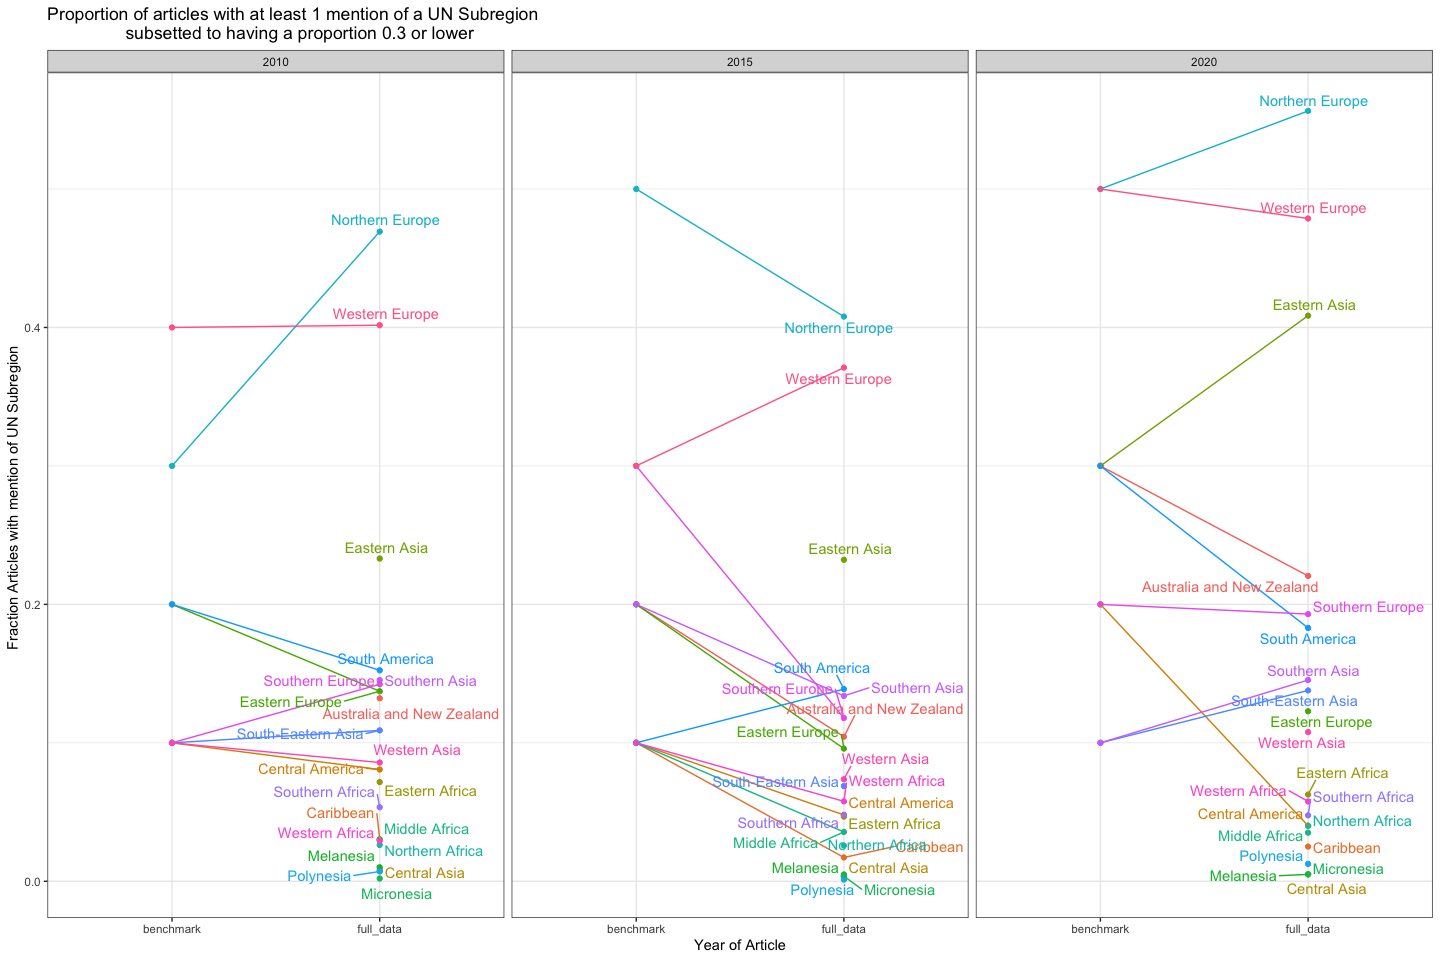 Proportion of articles with at least 1 mention of a UN Subregion
subsetted to having a proportion 0.3 or lower
2010
2015
2020
Fraction Articles with mention of UN Subregion
0.4
0.2
0.0
Northern Europe
Western Europe
Eastern Asia
South America
Southern Europe
Southern Asia
Eastern Europe
Australia and New Zealand
South-Eastern Asia
Western Asia
Central America
Eastern Africa
Southern Africa
Caribbean
Middle Africa
Western Africa
Northern Africa
Melanesia
Central Asia
Polynesia
Micronesia
Northern Europe
Western Europe
Eastern Asia
South America
Southern Europe
Southern Asia
Australia and New Zealand
Eastern Europe
Western Asia
South-Eastern Asia
Western Africa
Central America
Southern Africa
Eastern Africa
Middle Africa
Northern Africa
Caribbean
Melanesia
Central Asia
Polynesia
Micronesia
Northern Europe
Western Europe
Eastern Asia
Australia and New Zealand
Southern Europe
South America
Southern Asia
South-Eastern Asia
Eastern Europe
Western Asia
Eastern Africa
Western Africa
Southern Africa
Central America
Northern Africa
Middle Africa
Caribbean
Polynesia
Micronesia
Melanesia
Central Asia
benchmark
full_data
benchmark
full_data
benchmark
full_data
Year of Article